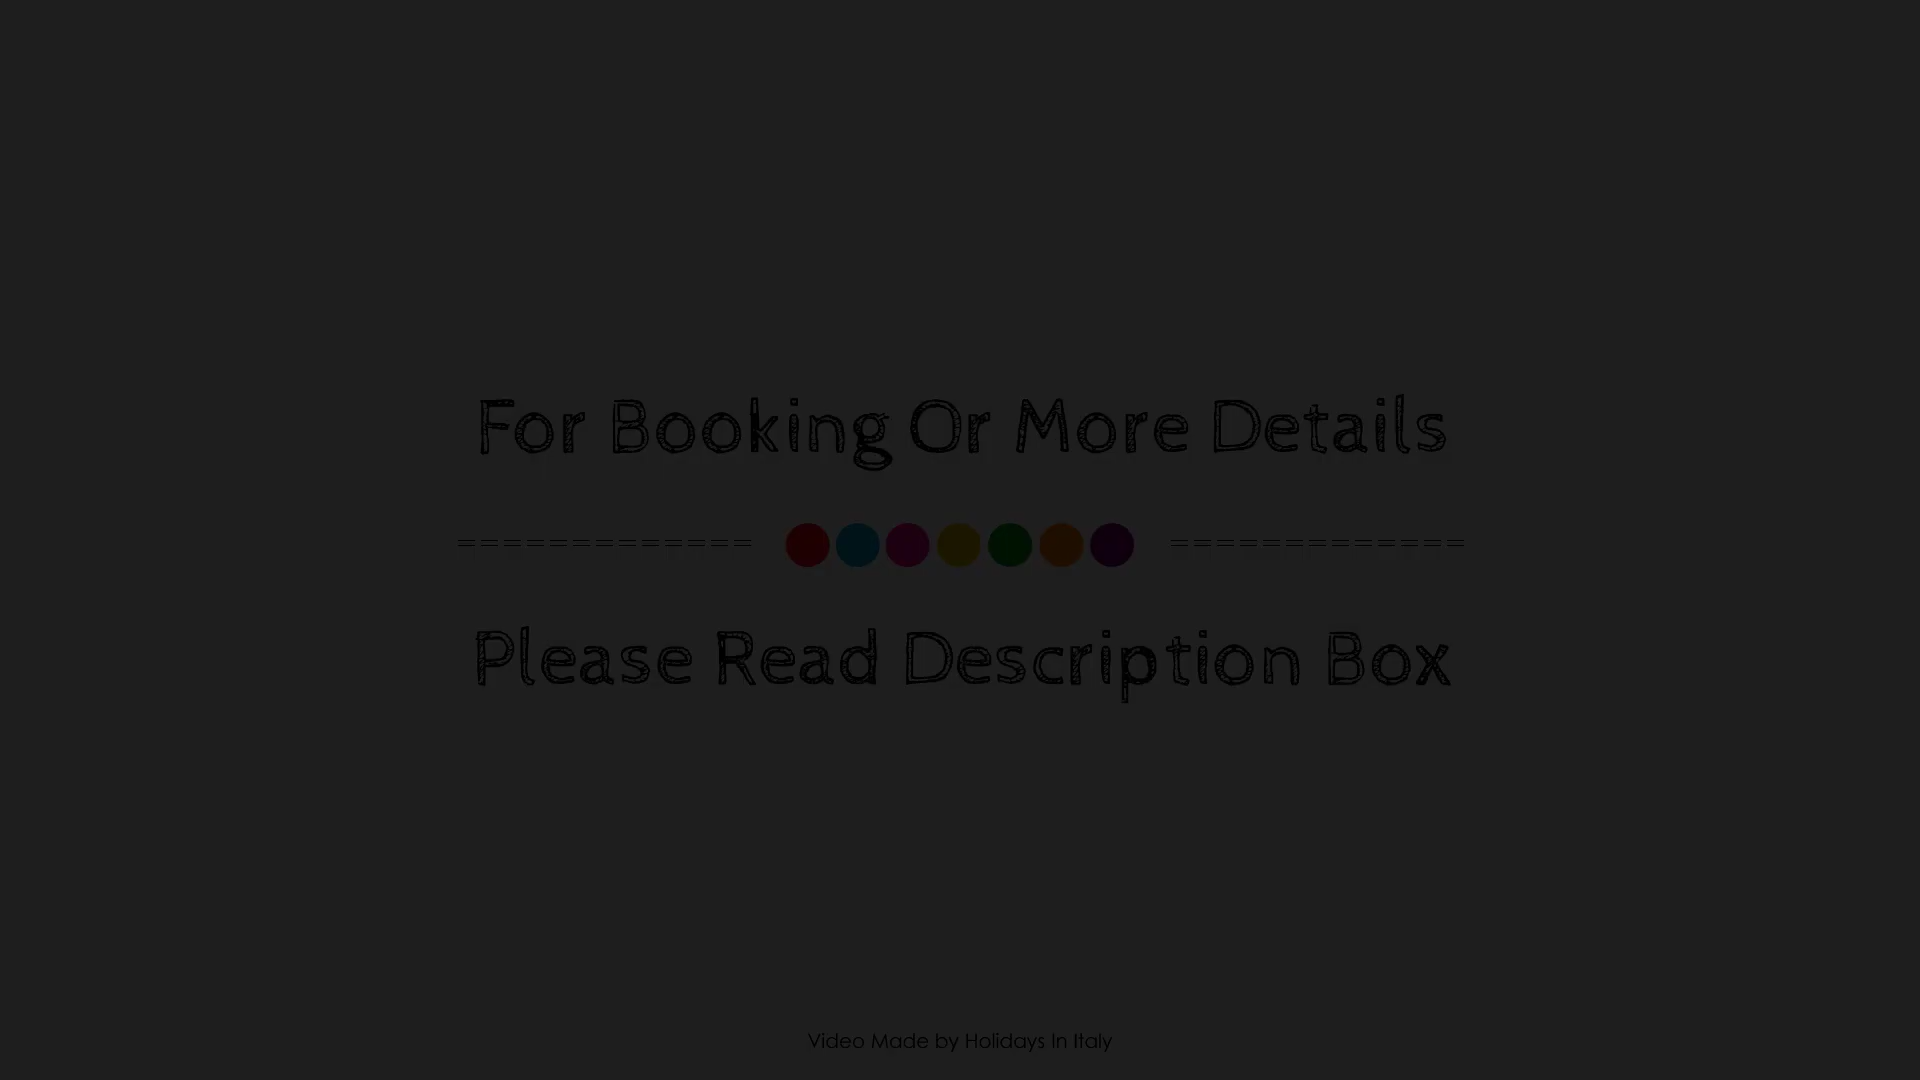 For Booking Or More Details
============= =============
Please Read Description Box
Video Made by Holidays In Italy